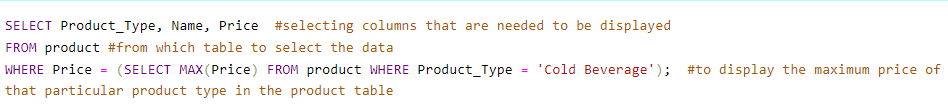 SELECT Product_Type, Name, Price  #selecting columns that are needed to be displayed
FROM product #from which table to select the data
WHERE Price = (SELECT MAX(Price) FROM product WHERE Product_Type = 'Cold Beverage');  #to display the maximum price of
that particular product type in the product table